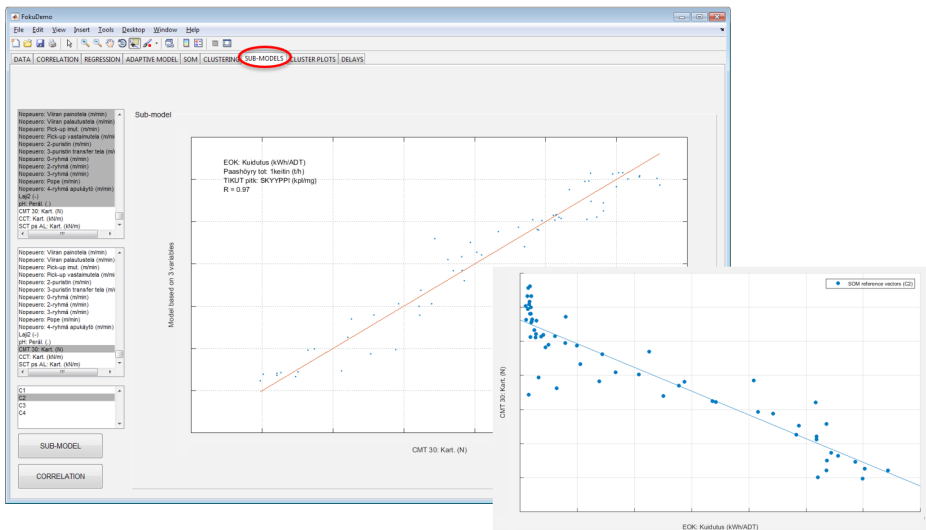 FokuDemo
File Edit View Insert Tools Desktop Window Help
DATA CORRELATION REGRESSION ADAPTIVE MODEL SOM CLUSTERING SUB-MODELS CLUSTER PLOTS DELAYS
Nopeuero: Viiran painotela (m/min)
Nopeuero: Viiran palautustela (m/min)
Nopeuero: Pick-up imut. (m/min)
Nopeuero: Pick-up vastaimutela (m/min
Nopeuero: 2-puristin (m/min)
Nopeuero: 3-puristin transfer tela (m/
Nopeuero: 0-ryhmä (m/min)
Nopeuero: 2-ryhmä (m/min)
Nopeuero: 3-ryhmä (m/min)
Nopeuero: Pope (m/min)
Nopeuero: 4-ryhmä apukäytö (m/min)
Laji2 (-)
pH: Peräl. (.)
CMT 30: Kart. (N)
CCT: Kart. (kN/m)
SCT ps AL: Kart. (kN/m)
Nopeuero: Viiran painotela (m/min)
Nopeuero: Viiran palautustela (m/min)
Nopeuero: Pick-up imut. (m/min)
Nopeuero: Pick-up vastaimutela (m/min
Nopeuero: 2-puristin (m/min)
Nopeuero: 3-puristin transfer tela (m/
Nopeuero: 0-ryhmä (m/min)
Nopeuero: 2-ryhmä (m/min)
Nopeuero: 3-ryhmä (m/min)
Nopeuero: Pope (m/min)
Nopeuero: 4-ryhmä apukäytö (m/min)
Laji2 (-)
pH: Peräl. (.)
CMT 30: Kart. (N)
CCT: Kart. (kN/m)
SCT ps AL: Kart. (kN/m)
C1
C2
C3
C4
SUB-MODEL
CORRELATION
Sub-model
EOK: Kuidutus (kWh/ADT)
Paashöyry tot: 1keitin (t/h)
TIKUT pitk: SKYYPPI (kpl/mg)
R = 0.97
Model based on 3 variables
CMT 30: Kart. (N)
SOM reference vectors (C2)
CMT 30: Kart. (N)
EOK: Kuidutus (kWh/ADT)